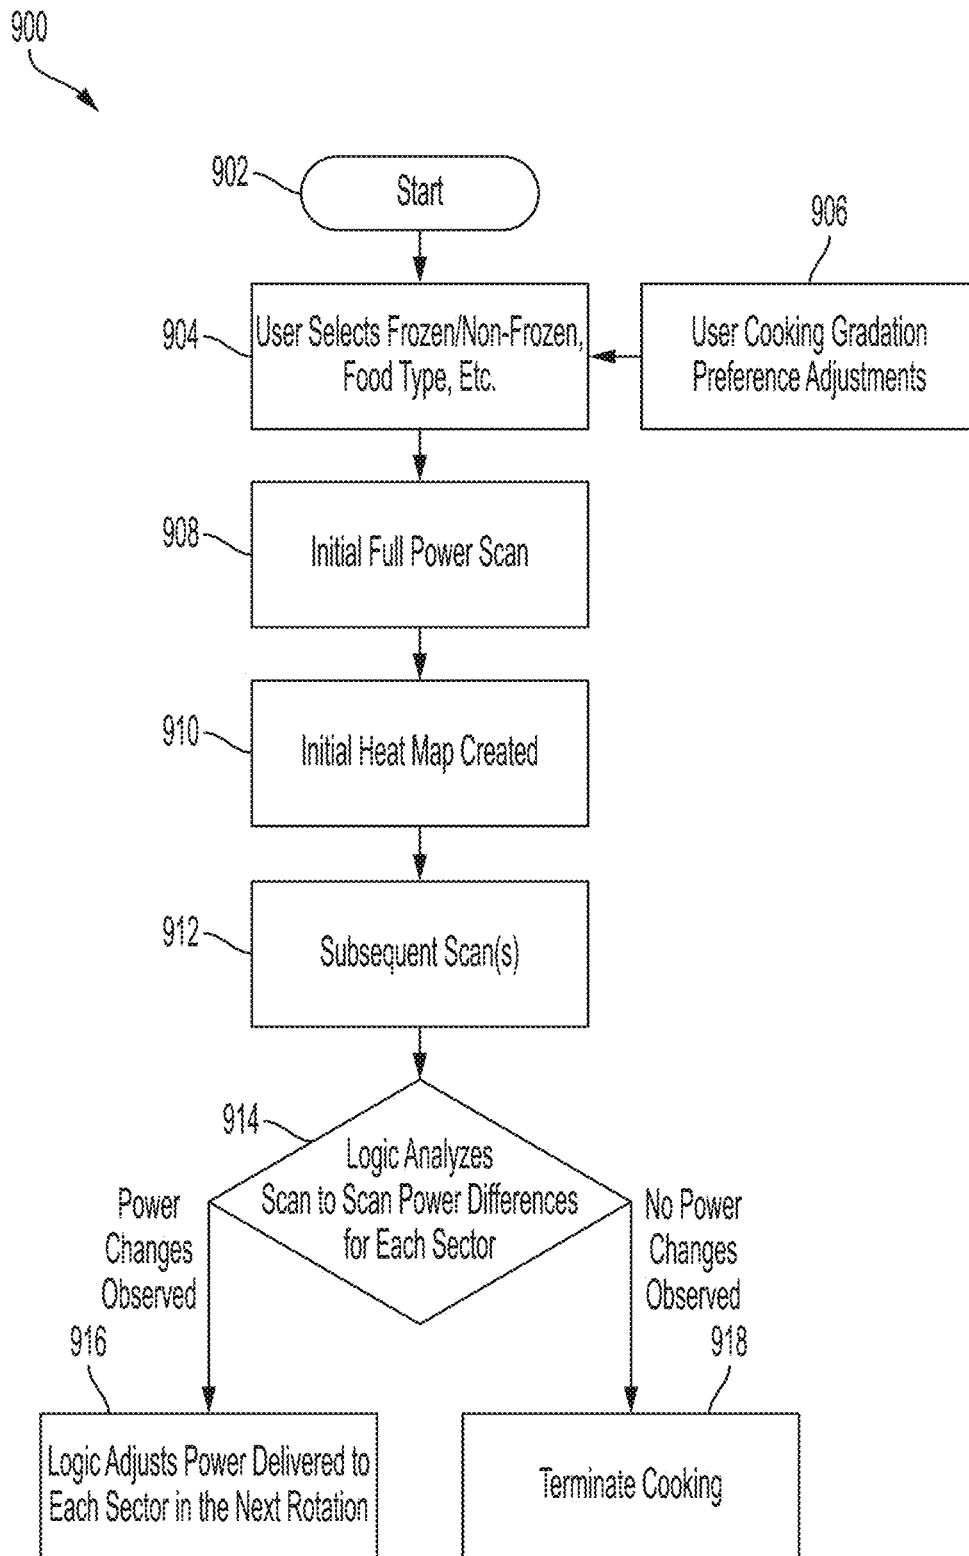 900
902
Start
906
904
User Selects Frozen/Non-Frozen,
Food Type, Etc.
User Cooking Gradation
Preference Adjustments
908
Initial Full Power Scan
910
Initial Heat Map Created
912
Subsequent Scan(s)
914
Logic Analyzes
Scan to Scan Power Differences
for Each Sector
Power
Changes
Observed
No Power
Changes
Observed
916
918
Logic Adjusts Power Delivered to
Each Sector in the Next Rotation
Terminate Cooking